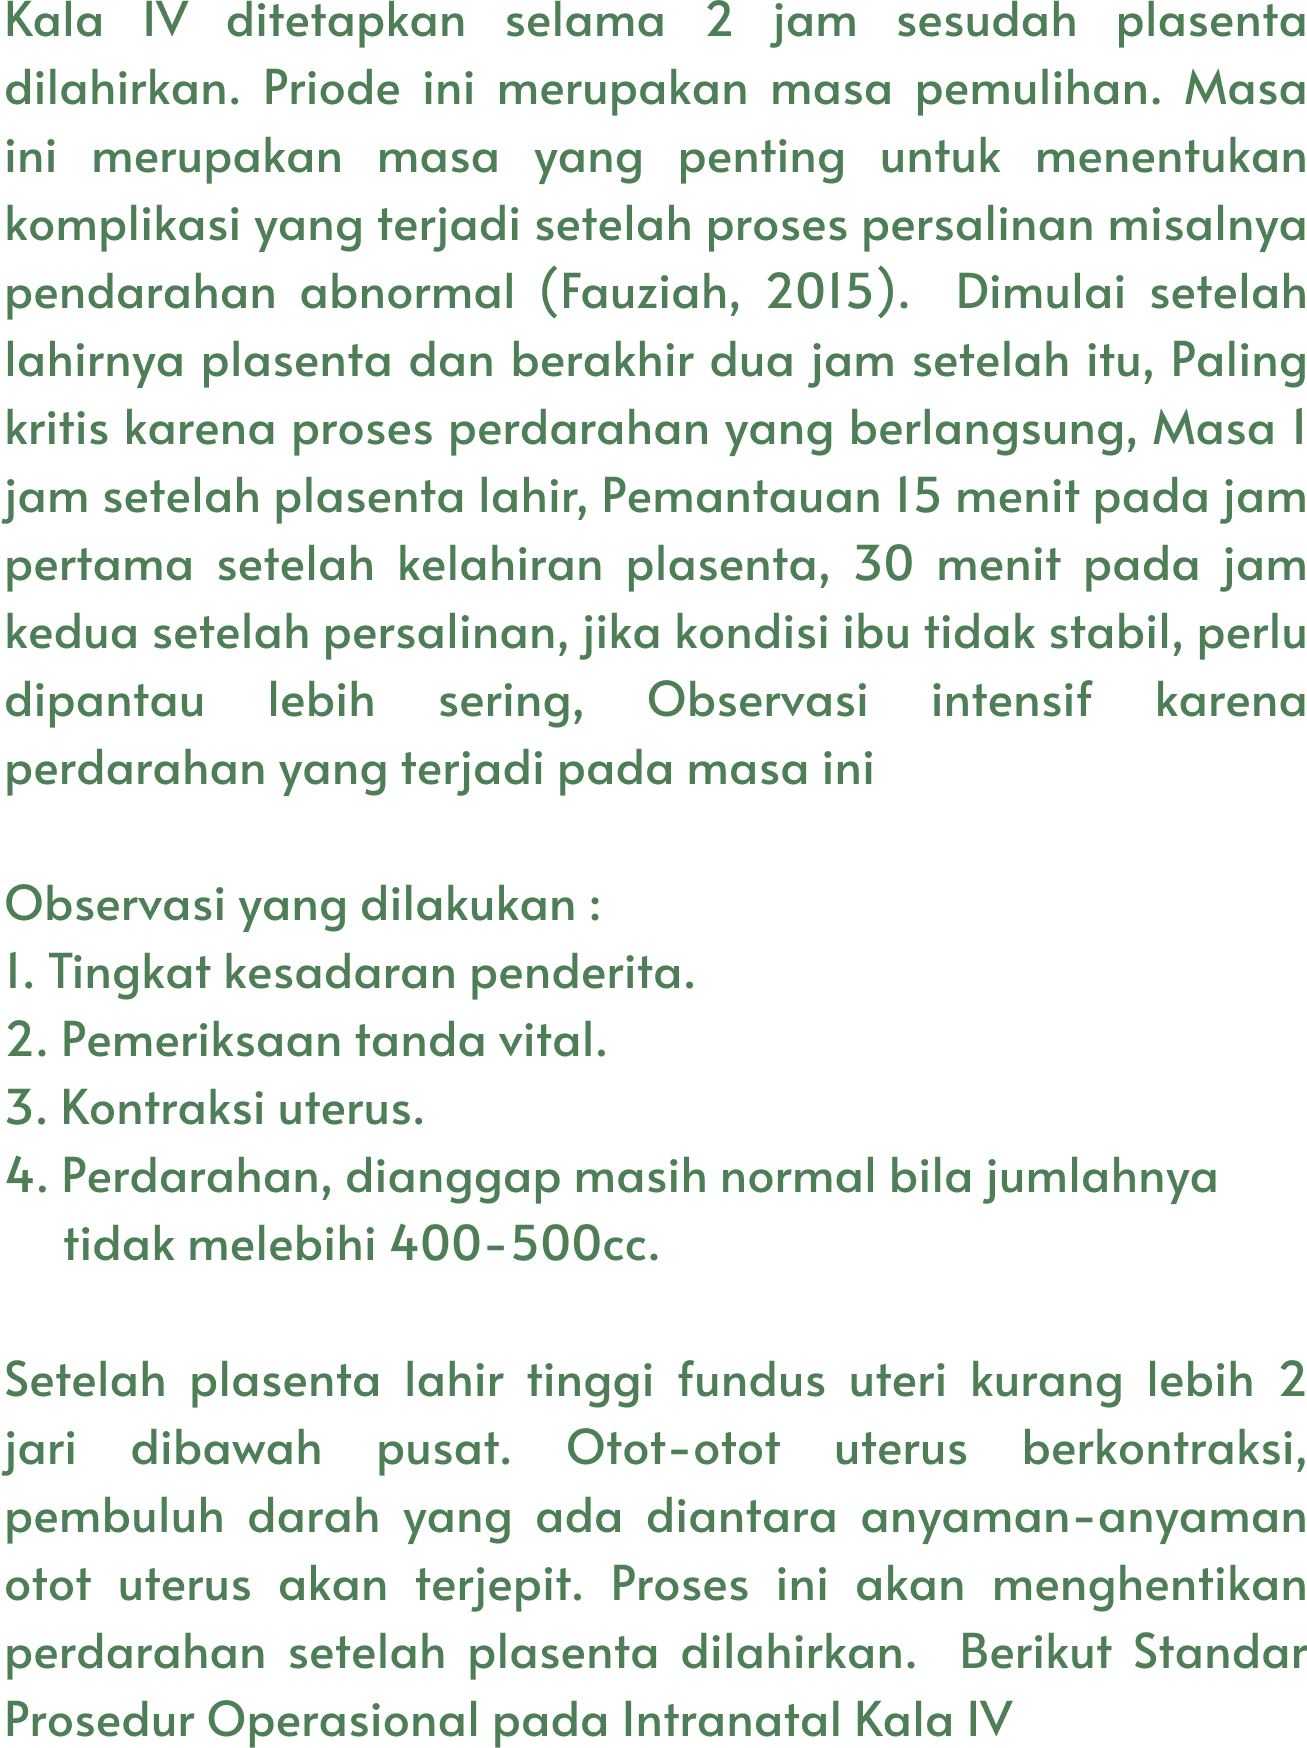 Kala IV ditetapkan selama 2 jam sesudah plasenta
dilahirkan. Priode ini merupakan masa pemulihan. Masa
ini merupakan masa yang penting untuk menentukan
komplikasi yang terjadi setelah proses persalinan misalnya
pendarahan abnormal (Fauziah, 2015).  Dimulai setelah
lahirnya plasenta dan berakhir dua jam setelah itu, Paling
kritis karena proses perdarahan yang berlangsung, Masa 1
jam setelah plasenta lahir, Pemantauan 15 menit pada jam
pertama setelah kelahiran plasenta, 30 menit pada jam
kedua setelah persalinan, jika kondisi ibu tidak stabil, perlu
dipantau lebih sering, Observasi intensif karena
perdarahan yang terjadi pada masa ini
Observasi yang dilakukan :
1. Tingkat kesadaran penderita.
2. Pemeriksaan tanda vital.
3. Kontraksi uterus.
4. Perdarahan, dianggap masih normal bila jumlahnya
tidak melebihi 400-500cc.
Setelah plasenta lahir tinggi fundus uteri kurang lebih 2
jari dibawah pusat. Otot-otot uterus berkontraksi,
pembuluh darah yang ada diantara anyaman-anyaman
otot uterus akan terjepit. Proses ini akan menghentikan
perdarahan setelah plasenta dilahirkan.  Berikut Standar
Prosedur Operasional pada Intranatal Kala IV